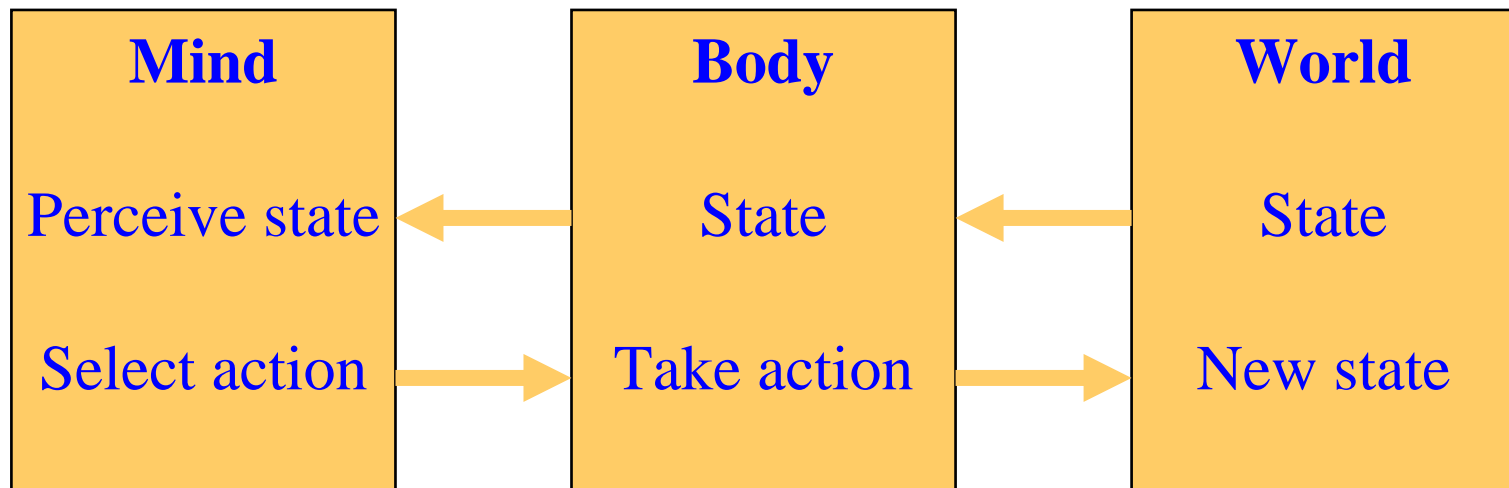 Mind
Perceive state
Select action
Body
State
Take action
World
State
New state